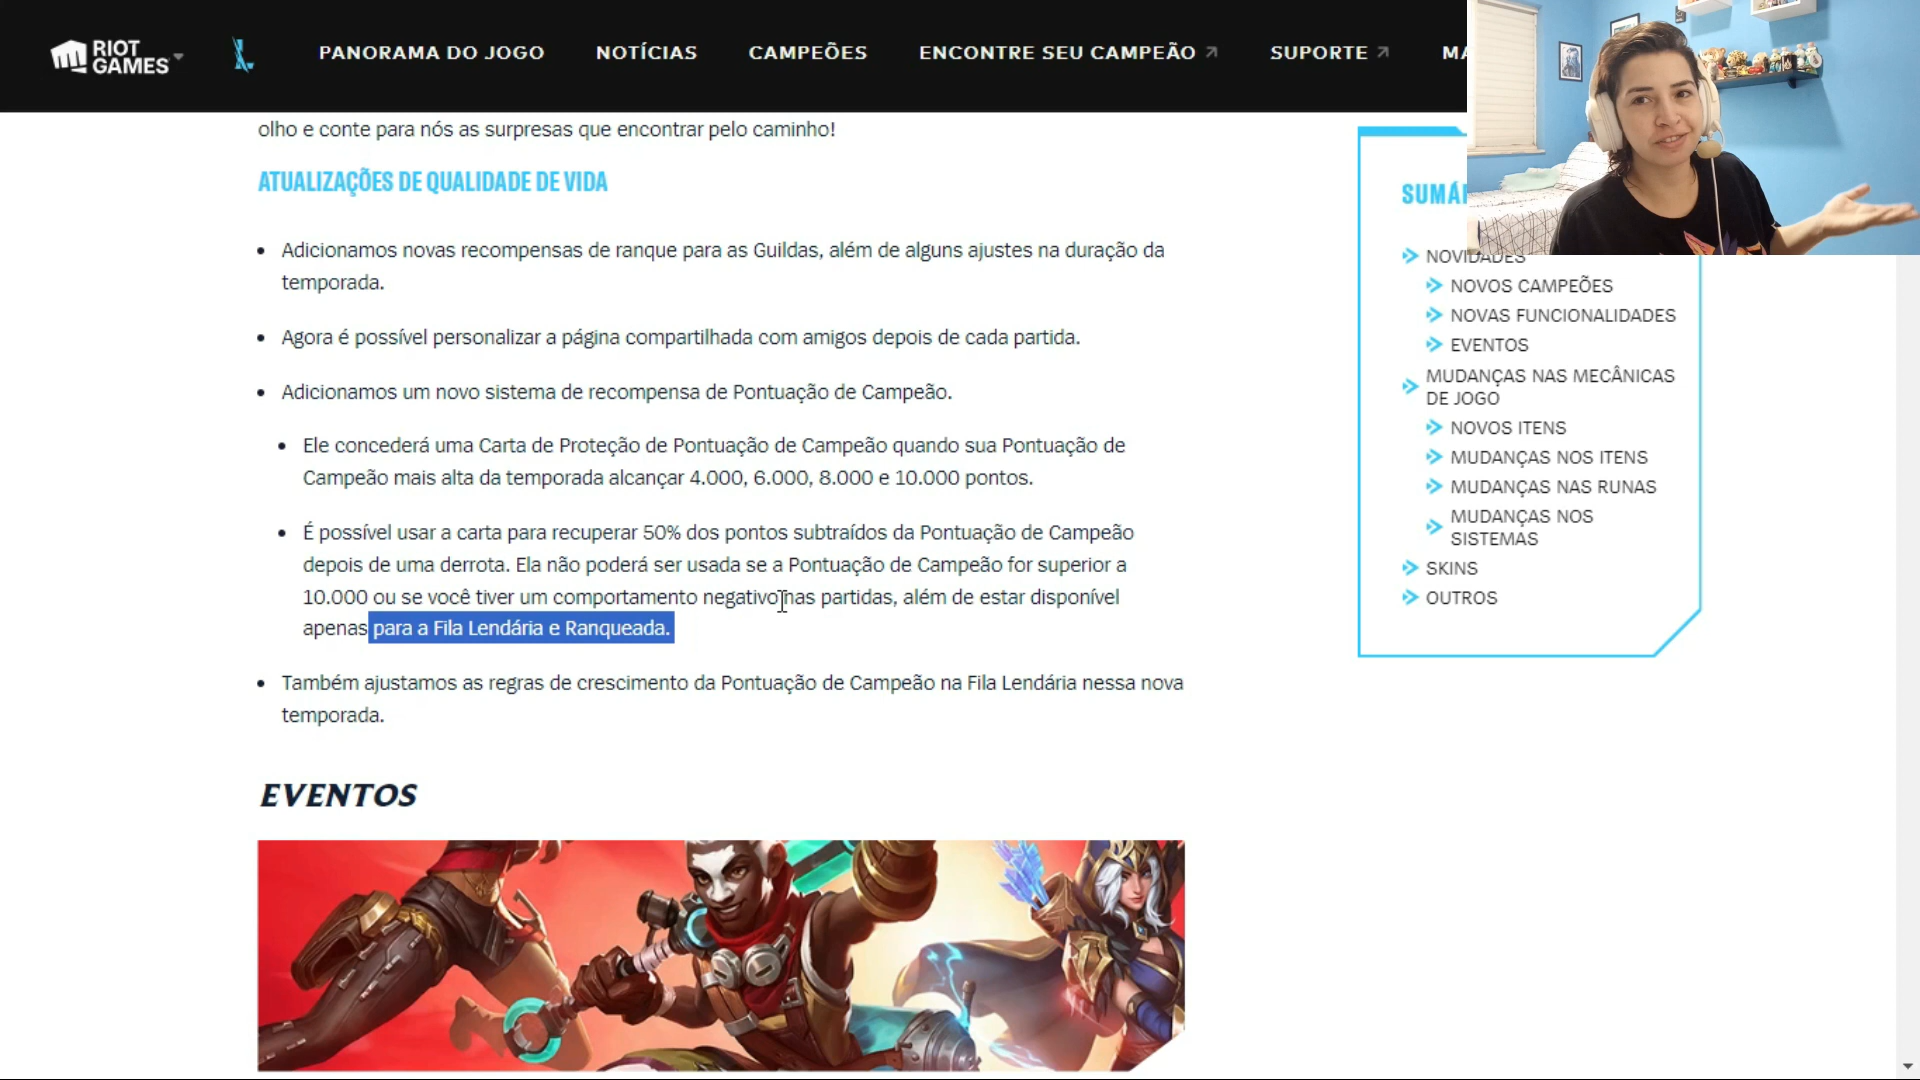 RIOT
GAMES
PANORAMA DO JOGO
NOTÍCIAS
CAMPEÕES
ENCONTRE SEU CAMPEÃO
SUPORTE
olho e conte para nós as surpresas que encontrar pelo caminho!
ATUALIZAÇÕES DE QUALIDADE DE VIDA
Adicionamos novas recompensas de ranque para as Guildas, além de alguns ajustes na duração da
temporada.
Agora é possível personalizar a página compartilhada com amigos depois de cada partida.
Adicionamos um novo sistema de recompensa de Pontuação de Campeão.
Ele concederá uma Carta de Proteção de Pontuação de Campeão quando sua Pontuação de
Campeão mais alta da temporada alcançar 4.000, 6.000, 8.000 e 10.000 pontos.
É possível usar a carta para recuperar 50% dos pontos subtraídos da Pontuação de Campeão
depois de uma derrota. Ela não poderá ser usada se a Pontuação de Campeão for superior a
10.000 ou se você tiver um comportamento negativo nas partidas, além de estar disponível
apenas para a Fila Lendária e Ranqueada.
Também ajustamos as regras de crescimento da Pontuação de Campeão na Fila Lendária nessa nova
temporada.
EVENTOS
NOVIDADES
NOVOS CAMPEÕES
NOVAS FUNCIONALIDADES
EVENTOS
MUDANÇAS NAS MECÂNICAS
DE JOGO
NOVOS ITENS
MUDANÇAS NOS ITENS
MUDANÇAS NAS RUNAS
MUDANÇAS NOS
SISTEMAS
SKINS
OUTROS